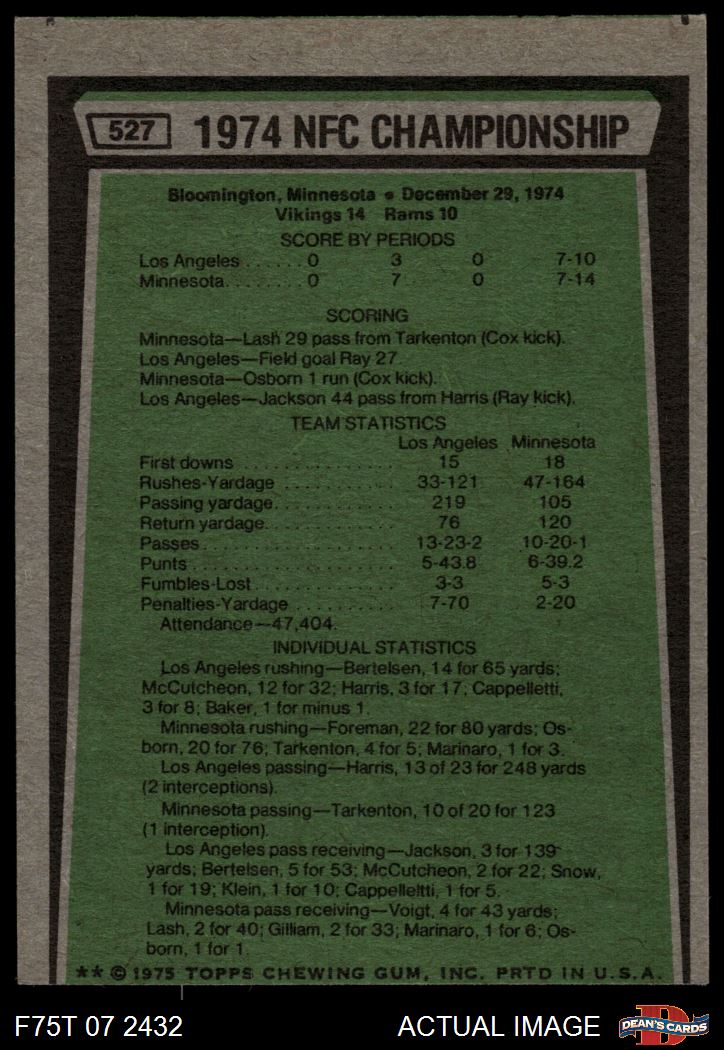 527 1974 NFC CHAMPIONSHIP
Bloomington, Minnesota • December 29, 1974
Vikings 14 Rams 10
SCORE BY PERIODS
Los Angeles ...... 0 3 0 7-10
Minnesota........ 0 7 0 7-14
SCORING
Minnesota—Lash 29 pass from Tarkenton (Cox kick).
Los Angeles—Field goal Ray 27
Minnesota—Osborn 1 run (Cox kick).
Los Angeles—Jackson 44 pass from Harris (Ray kick).
TEAM STATISTICS
Los Angeles Minnesota
First downs ............... 15 18
Rushes-Yardage ........... 33-121 47-164
Passing yardage............ 219 105
Return yardage............. 76 120
Passes.................... 13-23-2 10-20-1
Punts .................... 5-43.8 6-39.2
Fumbles-Lost.............. 3-3 5-3
Penalties-Yardage .......... 7-70 2-20
Attendance—47,404.
INDIVIDUAL STATISTICS
Los Angeles rushing—Bertelsen, 14 for 65 yards;
McCutcheon, 12 for 32; Harris, 3 for 17; Cappelletti,
3 for 8; Baker, 1 for minus 1.
Minnesota rushing—Foreman, 22 for 80 yards; Os-
born, 20 for 76; Tarkenton, 4 for 5; Marinaro, 1 for 3.
Los Angeles passing—Harris, 13 of 23 for 248 yards
(2 interceptions).
Minnesota passing—Tarkenton, 10 of 20 for 123
(1 interception).
Los Angeles pass receiving—Jackson, 3 for 139
yards; Bertelsen, 5 for 53; McCutcheon, 2 for 22; Snow,
1 for 19; Klein, 1 for 10; Cappelleltti, 1 for 5.
Minnesota pass receiving—Voigt, 4 for 43 yards;
Lash, 2 for 40; Gilliam, 2 for 33; Marinaro, 1 for 6; Os-
born, 1 for 1.
** © 1975 TOPPS CHEWING GUM, INC. PRTD IN U.S.A.
F75T 07 2432 ACTUAL IMAGE DEAN'S CARDS